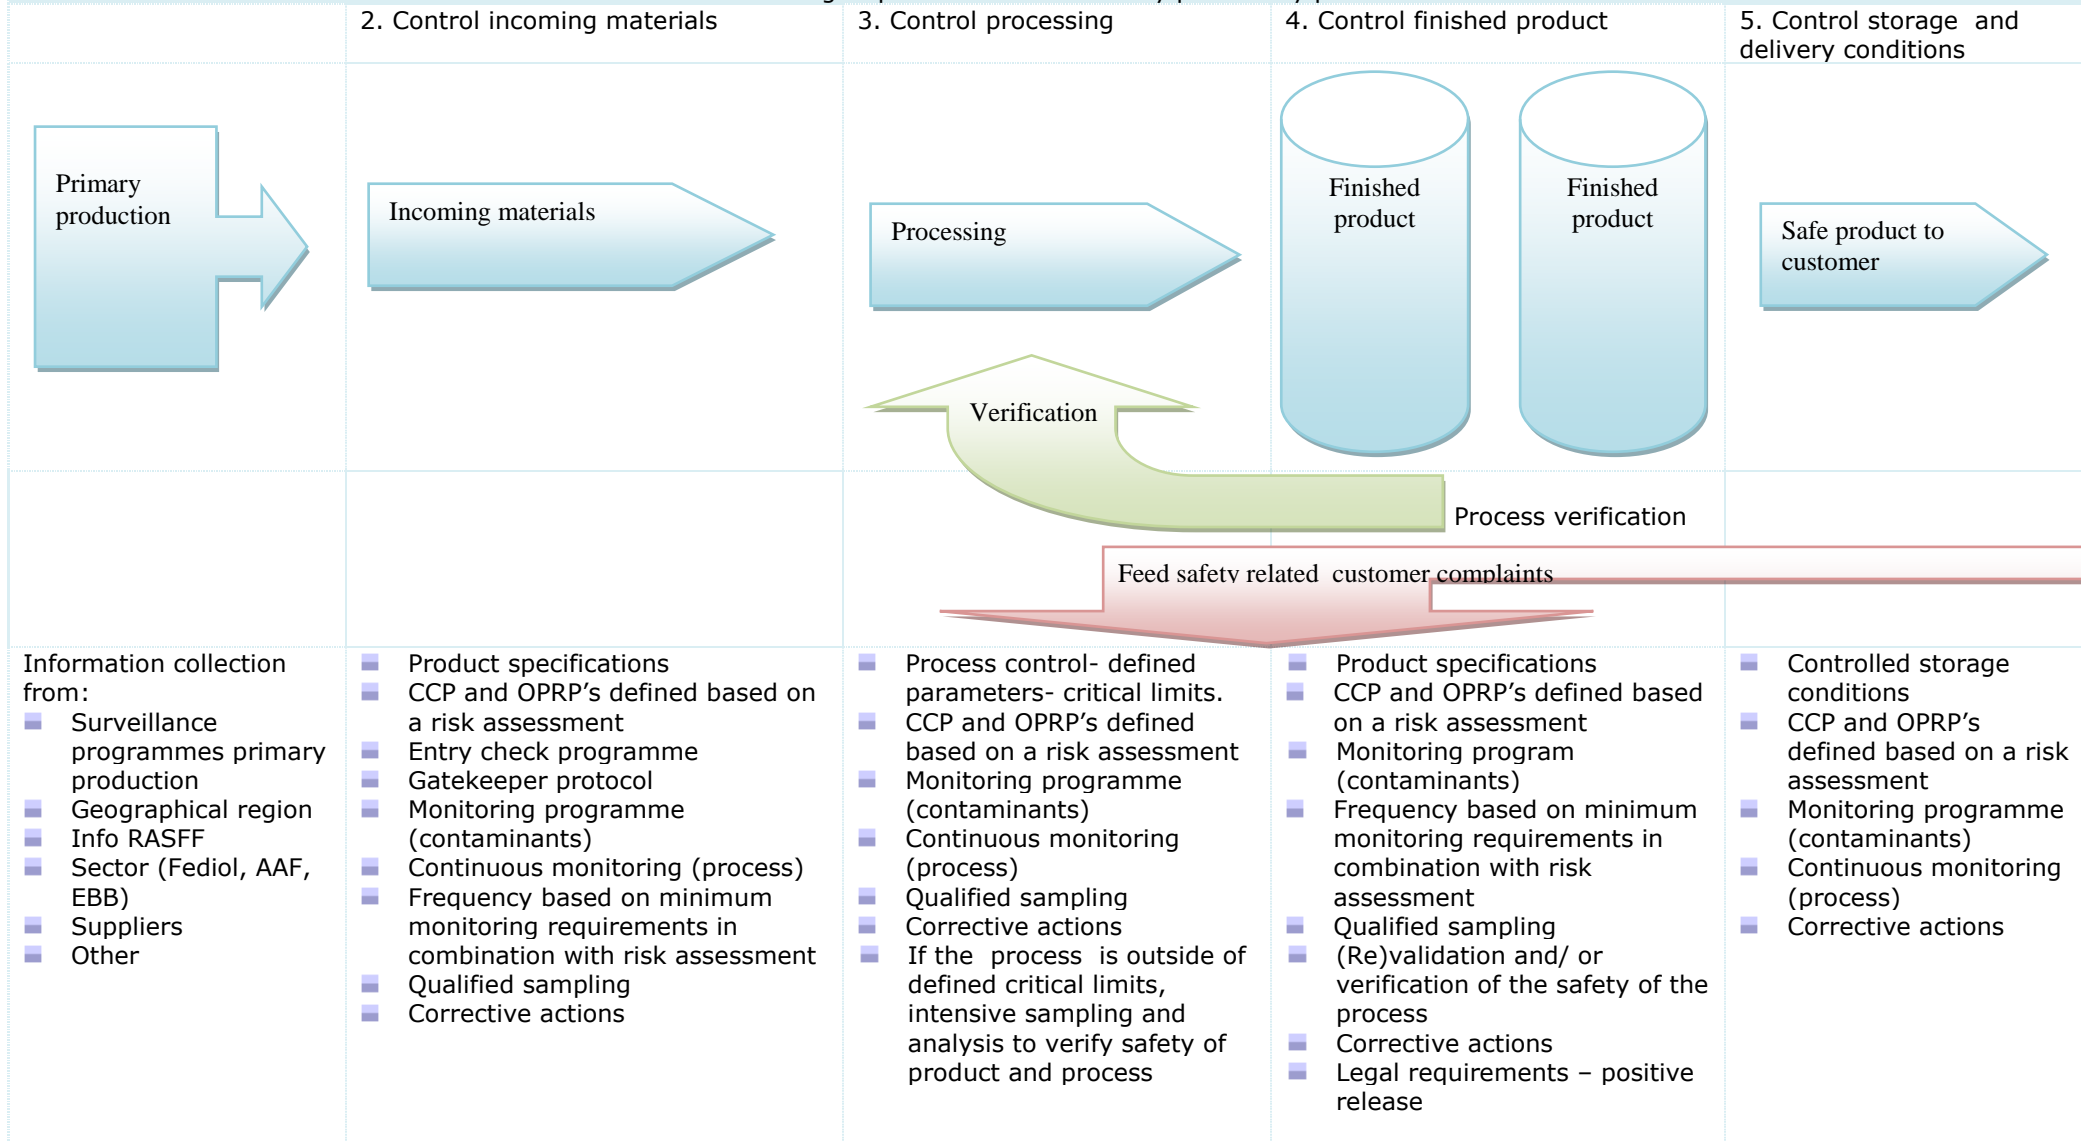 2. Control incoming materials
3. Control processing
4. Control finished product
5. Control storage  and
delivery conditions
Primary
production
Incoming materials
Processing
Finished
product
Finished
product
Safe product to
customer
Verification
Process verification
Feed safety related  customer complaints
Information collection
from:
Surveillance
programmes primary
production
Geographical region
Info RASFF
Sector (Fediol, AAF,
EBB)
Suppliers
Other
Product specifications
CCP and OPRP’s defined based on
a risk assessment
Entry check programme
Gatekeeper protocol
Monitoring programme
(contaminants)
Continuous monitoring (process)
Frequency based on minimum
monitoring requirements in
combination with risk assessment
Qualified sampling
Corrective actions
Process control- defined
parameters- critical limits.
CCP and OPRP’s defined
based on a risk assessment
Monitoring programme
(contaminants)
Continuous monitoring
(process)
Qualified sampling
Corrective actions
If the  process  is outside of
defined critical limits,
intensive sampling and
analysis to verify safety of
product and process
Product specifications
CCP and OPRP’s defined based
on a risk assessment
Monitoring program
(contaminants)
Frequency based on minimum
monitoring requirements in
combination with risk
assessment
Qualified sampling
(Re)validation and/ or
verification of the safety of the
process
Corrective actions
Legal requirements – positive
release
Controlled storage
conditions
CCP and OPRP’s
defined based on a risk
assessment
Monitoring programme
(contaminants)
Continuous monitoring
(process)
Corrective actions